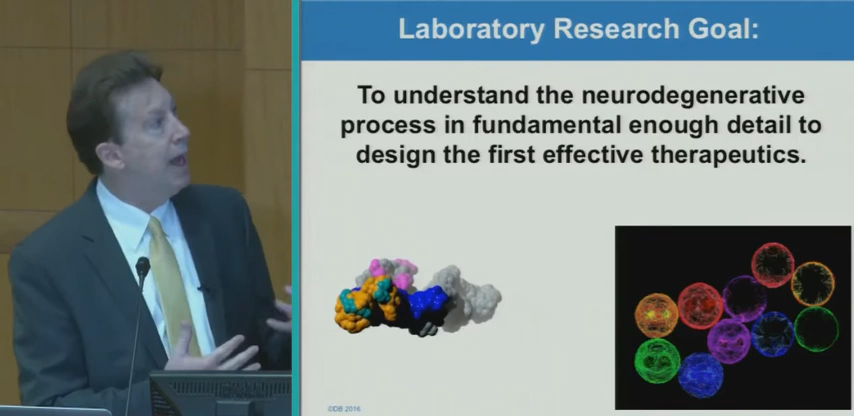 Laboratory Research Goal:
To understand the neurodegenerative
process in fundamental enough detail to
design the first effective therapeutics.
©DB 2016